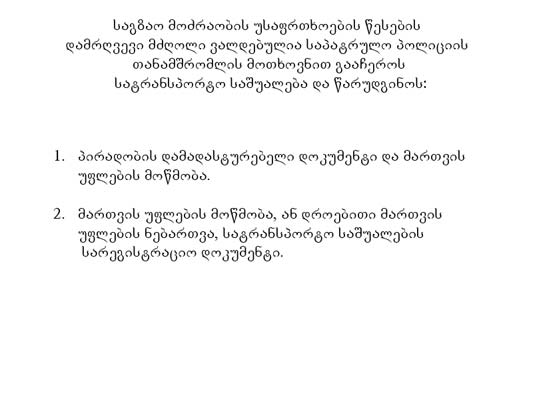 საგზაო მოძრაობის უსაფრთხოების წესების
დამრღვევი მძღოლი ვალდებულია საპატრულო პოლიციის
თანამშრომლის მოთხოვნით გააჩეროს
სატრანსპორტო საშუალება და წარუდგინოს:
1. პირადობის დამადასტურებელი დოკუმენტი და მართვის
უფლების მოწმობა.
2. მართვის უფლების მოწმობა, ან დროებითი მართვის
უფლების ნებართვა, სატრანსპორტო საშუალების
სარეგისტრაციო დოკუმენტი.